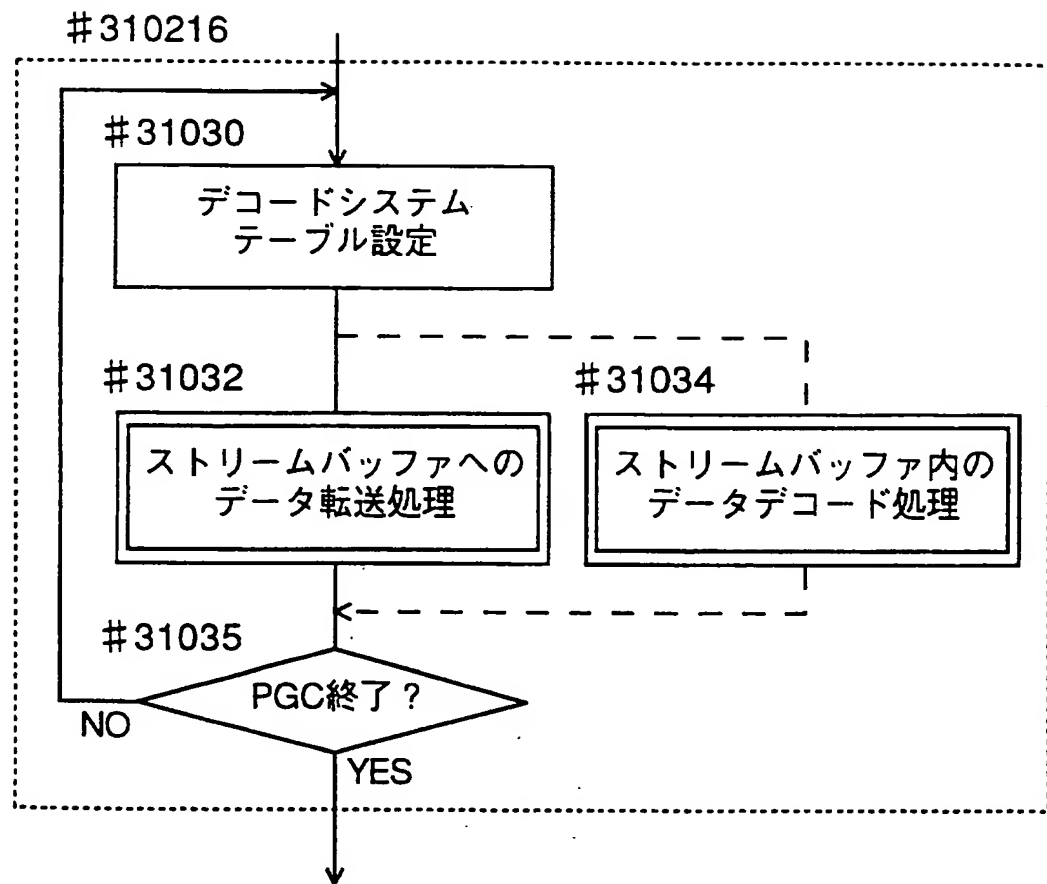 #310216
#31030
デコードシステム
テーブル設定
#31032
ストリームバッファへの
データ転送処理
#31034
ストリームバッファ内の
データデコード処理
#31035
PGC終了？
NO
YES